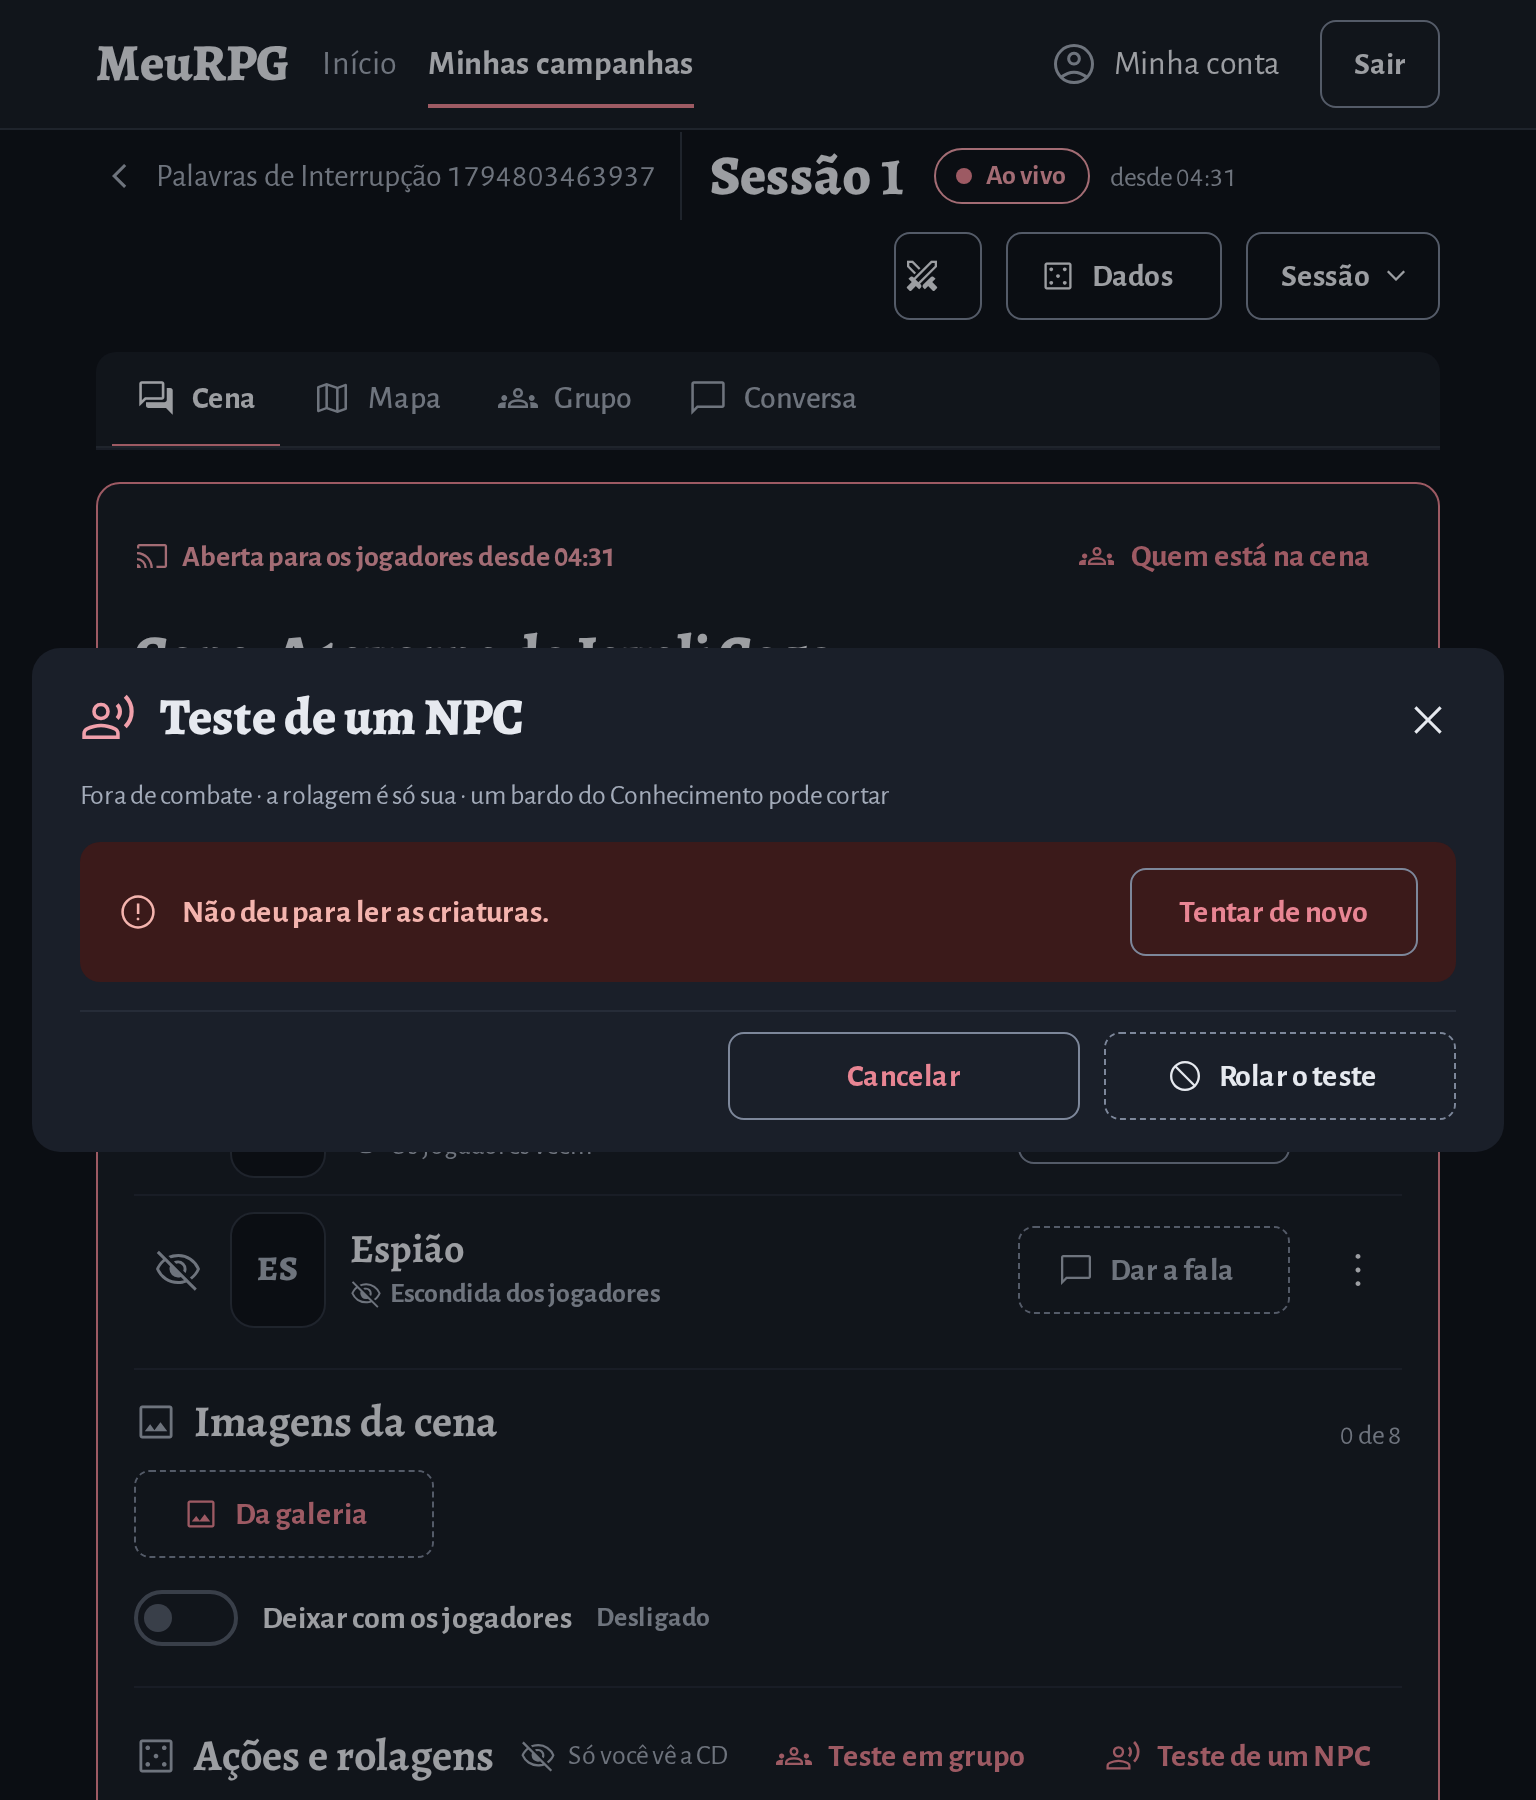 MeuRPG Início Minhas campanhas Minha conta Sair
Palavras de Interrupção 1794803463937 Sessão 1 Ao vivo desde 04:31
Dados Sessão
Cena Mapa Grupo Conversa
Aberta para os jogadores desde 04:31 Quem está na cena
Teste de um NPC
Fora de combate · a rolagem é só sua · um bardo do Conhecimento pode cortar
Não deu para ler as criaturas. Tentar de novo
Cancelar Rolar o teste
ES Espião Dar a fala
Escondida dos jogadores
Imagens da cena 0 de 8
Da galeria
Deixar com os jogadores Desligado
Ações e rolagens Só você vê a CD Teste em grupo Teste de um NPC